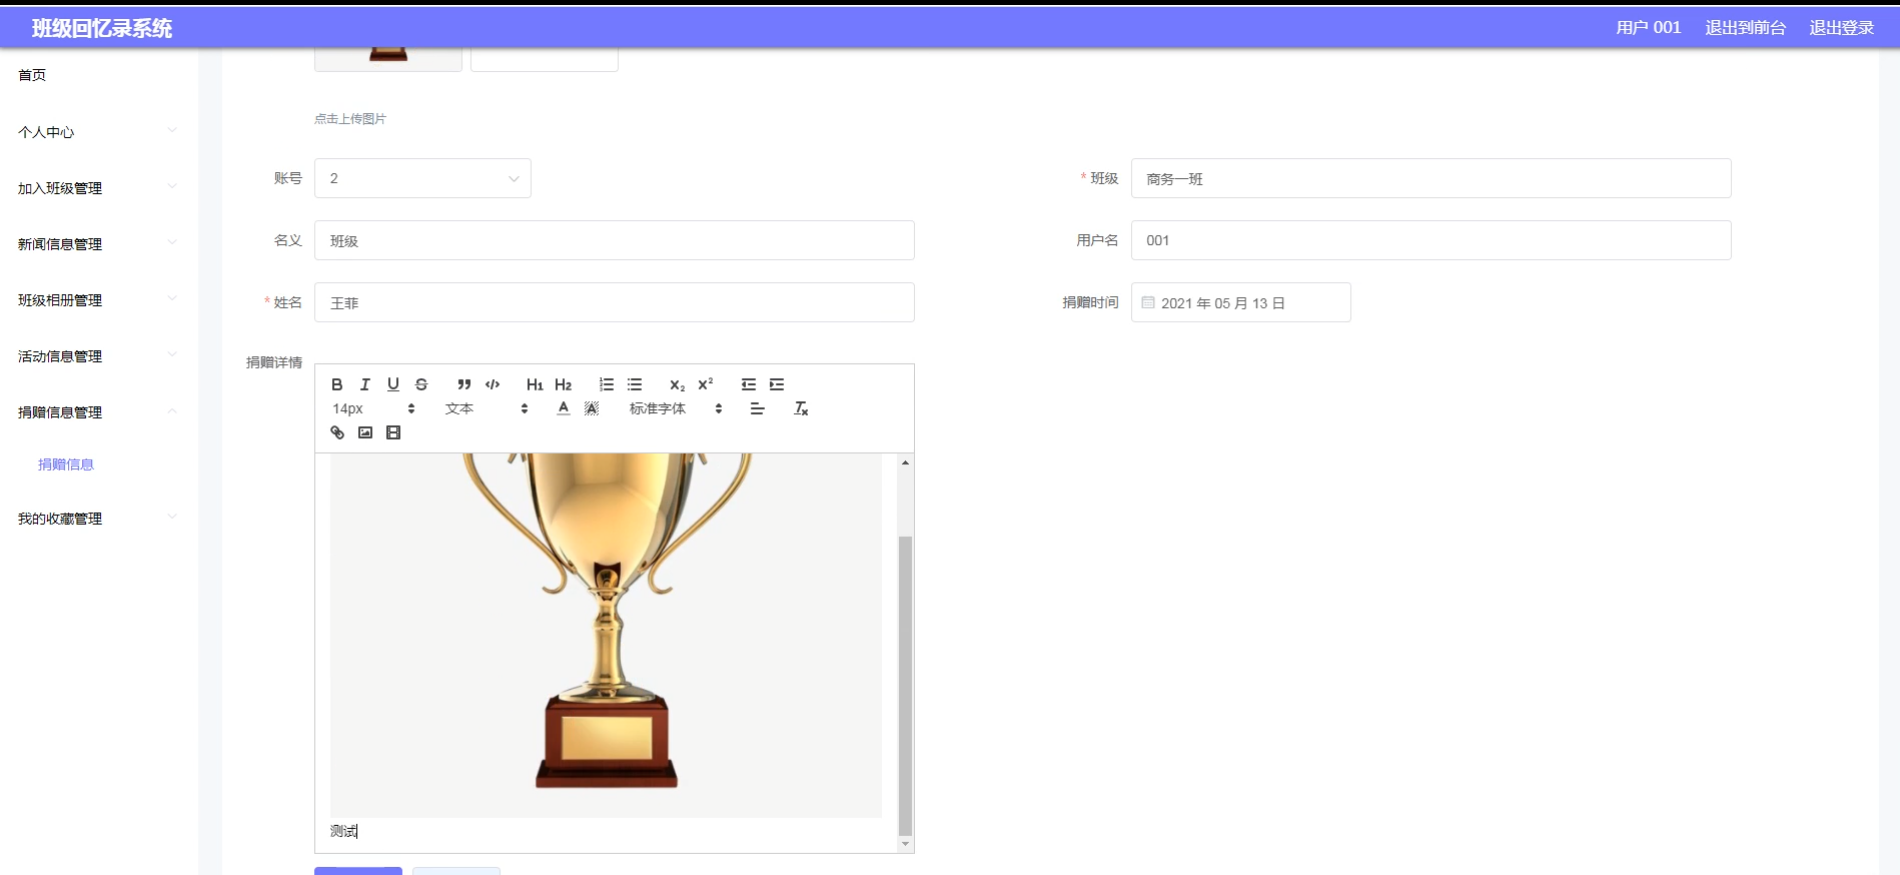 班级回忆录系统
用户 001 退出到前台 退出登录
首页
个人中心
加入班级管理
新闻信息管理
班级相册管理
活动信息管理
捐赠信息管理
捐赠信息
我的收藏管理
点击上传图片
账号 2
* 班级 商务一班
名义 班级
用户名 001
* 姓名 王菲
捐赠时间 2021 年 05 月 13 日
捐赠详情
B I U S ” </> H1 H2 X2 X2
14px 文本 A A 标准字体 Tx
测试